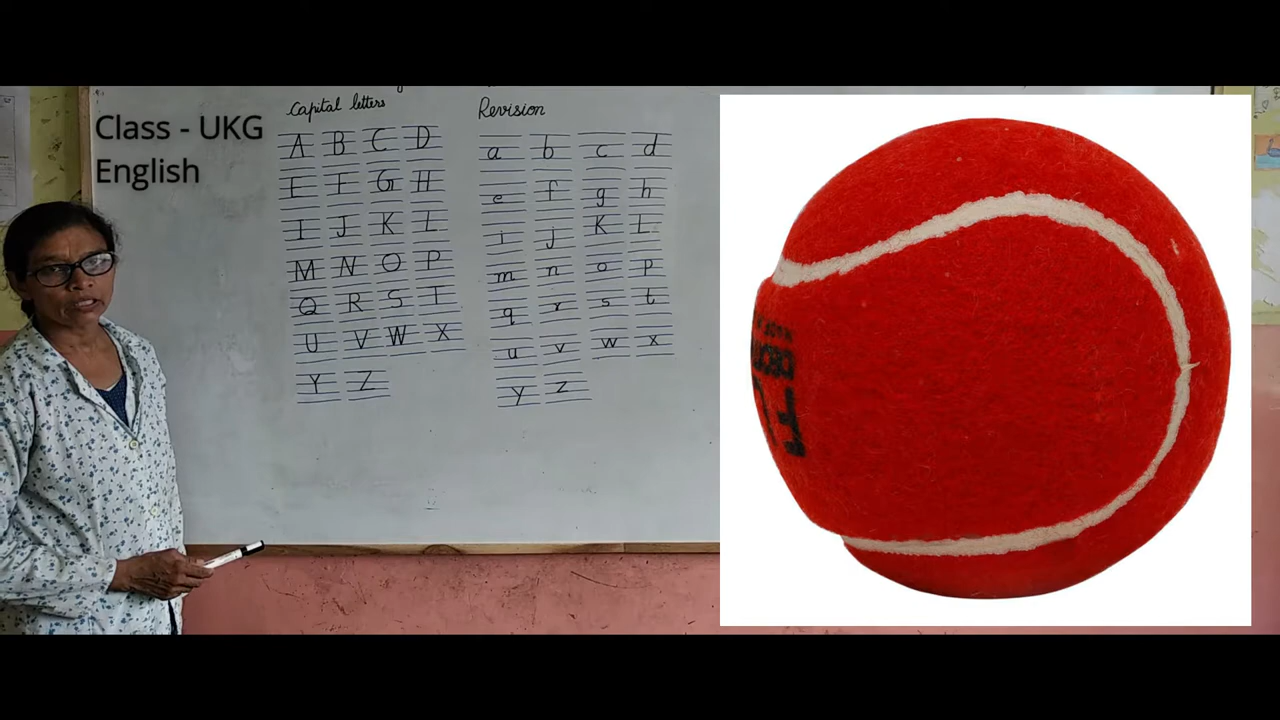 Class - UKG
English
Capital letters
A B C D
E F G H
I J K L
M N O P
Q R S T
U V W X
Y Z
Revision
a b c d
e f g h
i j K L
m n o p
q r s t
u v w x
y z